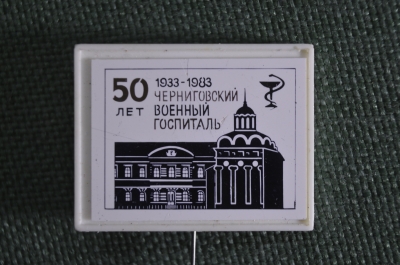 50 ЛЕТ
1933-1983
ЧЕРНИГОВСКИЙ
ВОЕННЫЙ
ГОСПИТАЛЬ